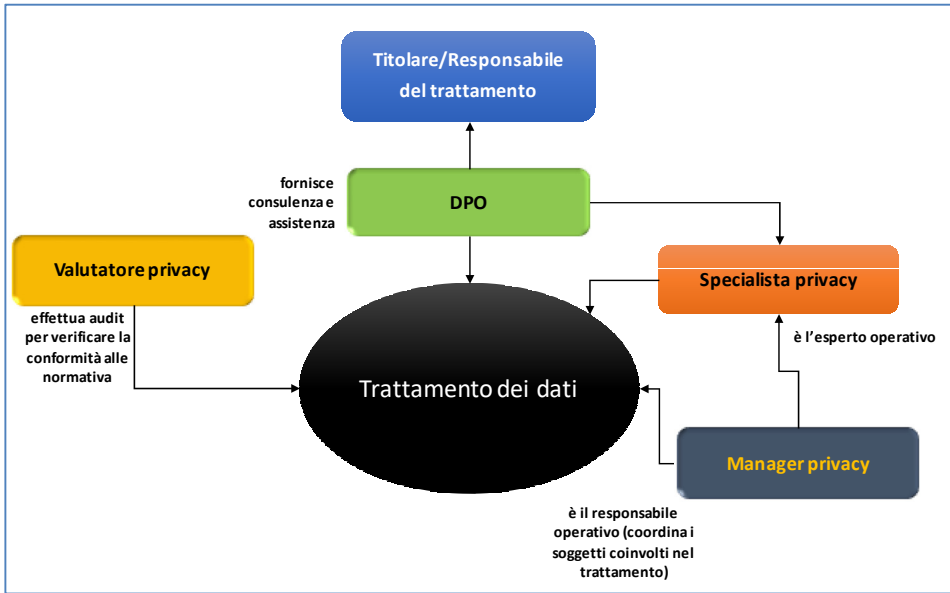 Titolare/Responsabile
del trattamento
fornisce
consulenza e
assistenza
DPO
Valutatore privacy
Specialista privacy
effettua audit
per verificare la
conformità alle
normativa
è l'esperto operativo
Trattamento dei dati
Manager privacy
è il responsabile
operativo (coordina i
soggetti coinvolti nel
trattamento)